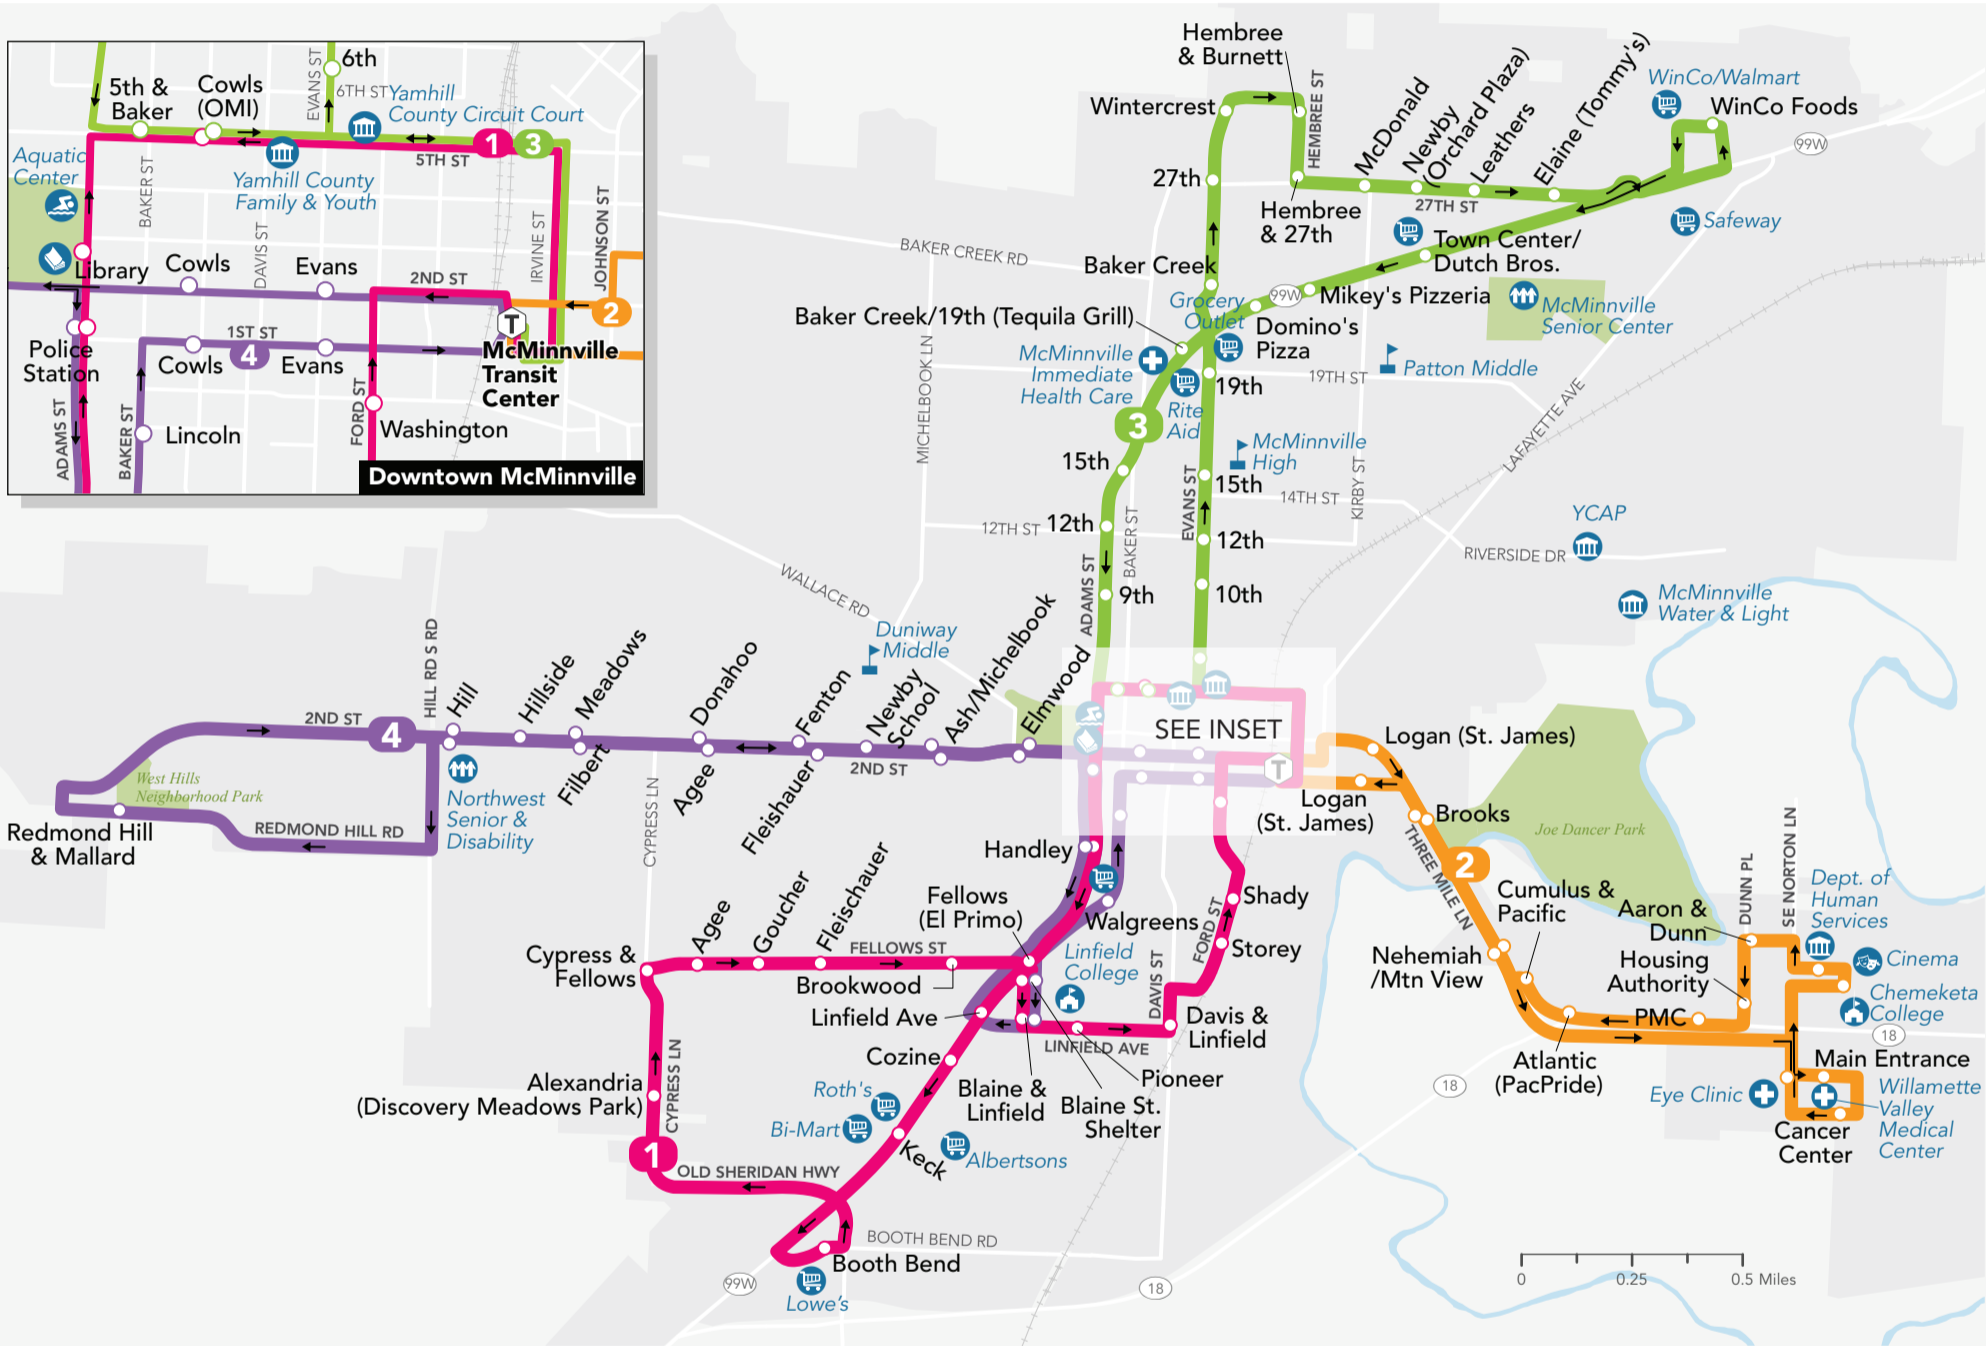 5th &
Baker
Cowls
(OMI)
EVANS ST
6th
6TH ST
Yamhill
County Circuit Court
1
3
5TH ST
Aquatic
Center
BAKER ST
Yamhill County
Family & Youth
DAVIS ST
IRVINE ST
JOHNSON ST
Library
Cowls
Evans
2ND ST
2
T
1ST ST
4
Police
Station
Cowls
Evans
McMinnville
Transit
Center
ADAMS ST
BAKER ST
Lincoln
FORD ST
Washington
Downtown McMinnville
Hembree
& Burnett
Wintercrest
HEMBREE ST
McDonald
Newby
(Orchard Plaza)
Leathers
Elaine (Tommy's)
WinCo/Walmart
WinCo Foods
99W
27th
27TH ST
Hembree
& 27th
Safeway
Town Center/
Dutch Bros.
BAKER CREEK RD
Baker Creek
Grocery
Outlet
99W
Mikey's Pizzeria
McMinnville
Senior Center
Baker Creek/19th (Tequila Grill)
Domino's
Pizza
McMinnville
Immediate
Health Care
19TH ST
Patton Middle
19th
MICHELBOOK LN
3
Rite
Aid
McMinnville
High
LAFAYETTE AVE
15th
15th
EVANS ST
14TH ST
KIRBY ST
12TH ST
12th
BAKER ST
12th
YCAP
RIVERSIDE DR
ADAMS ST
9th
10th
McMinnville
Water & Light
WALLACE RD
Duniway
Middle
HILL RD S RD
Hill
Hillside
Meadows
Donahoo
Fenton
Newby
School
Ash/Michelbook
Elmwood
2ND ST
4
2ND ST
Filbert
Agee
Fleishauer
CYPRESS LN
SEE INSET
T
West Hills
Neighborhood Park
Northwest
Senior &
Disability
REDMOND HILL RD
Redmond Hill
& Mallard
Logan (St. James)
Logan
(St. James)
Brooks
Joe Dancer Park
THREE MILE LN
2
Handley
Walgreens
Fellows
(El Primo)
Cypress &
Fellows
Agee
Goucher
Fleischauer
FELLOWS ST
Brookwood
Linfield
College
Shady
FORD ST
Storey
DAVIS ST
Davis &
Linfield
Linfield Ave
LINFIELD AVE
Cozine
Pioneer
Blaine &
Linfield
Blaine St.
Shelter
Alexandria
(Discovery Meadows Park)
CYPRESS LN
Roth's
Bi-Mart
Keck
Albertsons
1
OLD SHERIDAN HWY
BOOTH BEND RD
Booth Bend
99W
Lowe's
18
18
Cumulus &
Pacific
Nehemiah
/Mtn View
Aaron &
Dunn
DUNN PL
SE NORTON LN
Housing
Authority
Dept. of
Human
Services
Cinema
Chemeketa
College
PMC
18
Atlantic
(PacPride)
Main Entrance
Eye Clinic
Willamette
Valley
Medical
Center
Cancer
Center
0
0.25
0.5 Miles